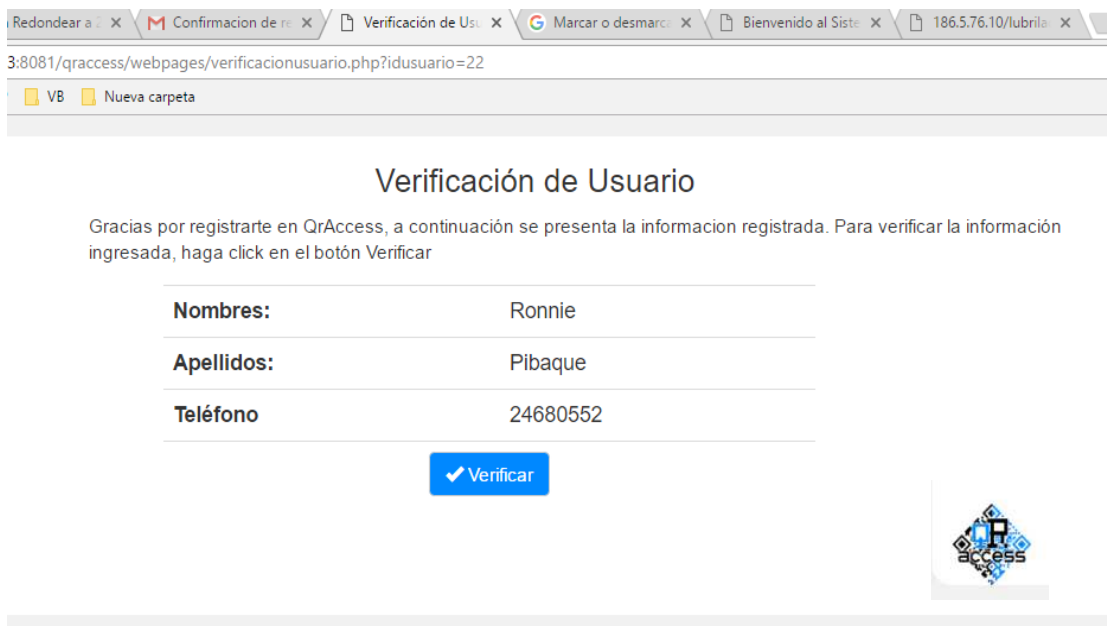 Redondear a 2
Confirmacion de re
Verificación de Usu
Marcar o desmarca
Bienvenido al Siste
186.5.76.10/lubrila
3:8081/qraccess/webpages/verificacionusuario.php?idusuario=22
VB Nueva carpeta
Verificación de Usuario
Gracias por registrarte en QrAccess, a continuación se presenta la informacion registrada. Para verificar la información
ingresada, haga click en el botón Verificar
Nombres: Ronnie
Apellidos: Pibaque
Teléfono 24680552
Verificar
QR
access